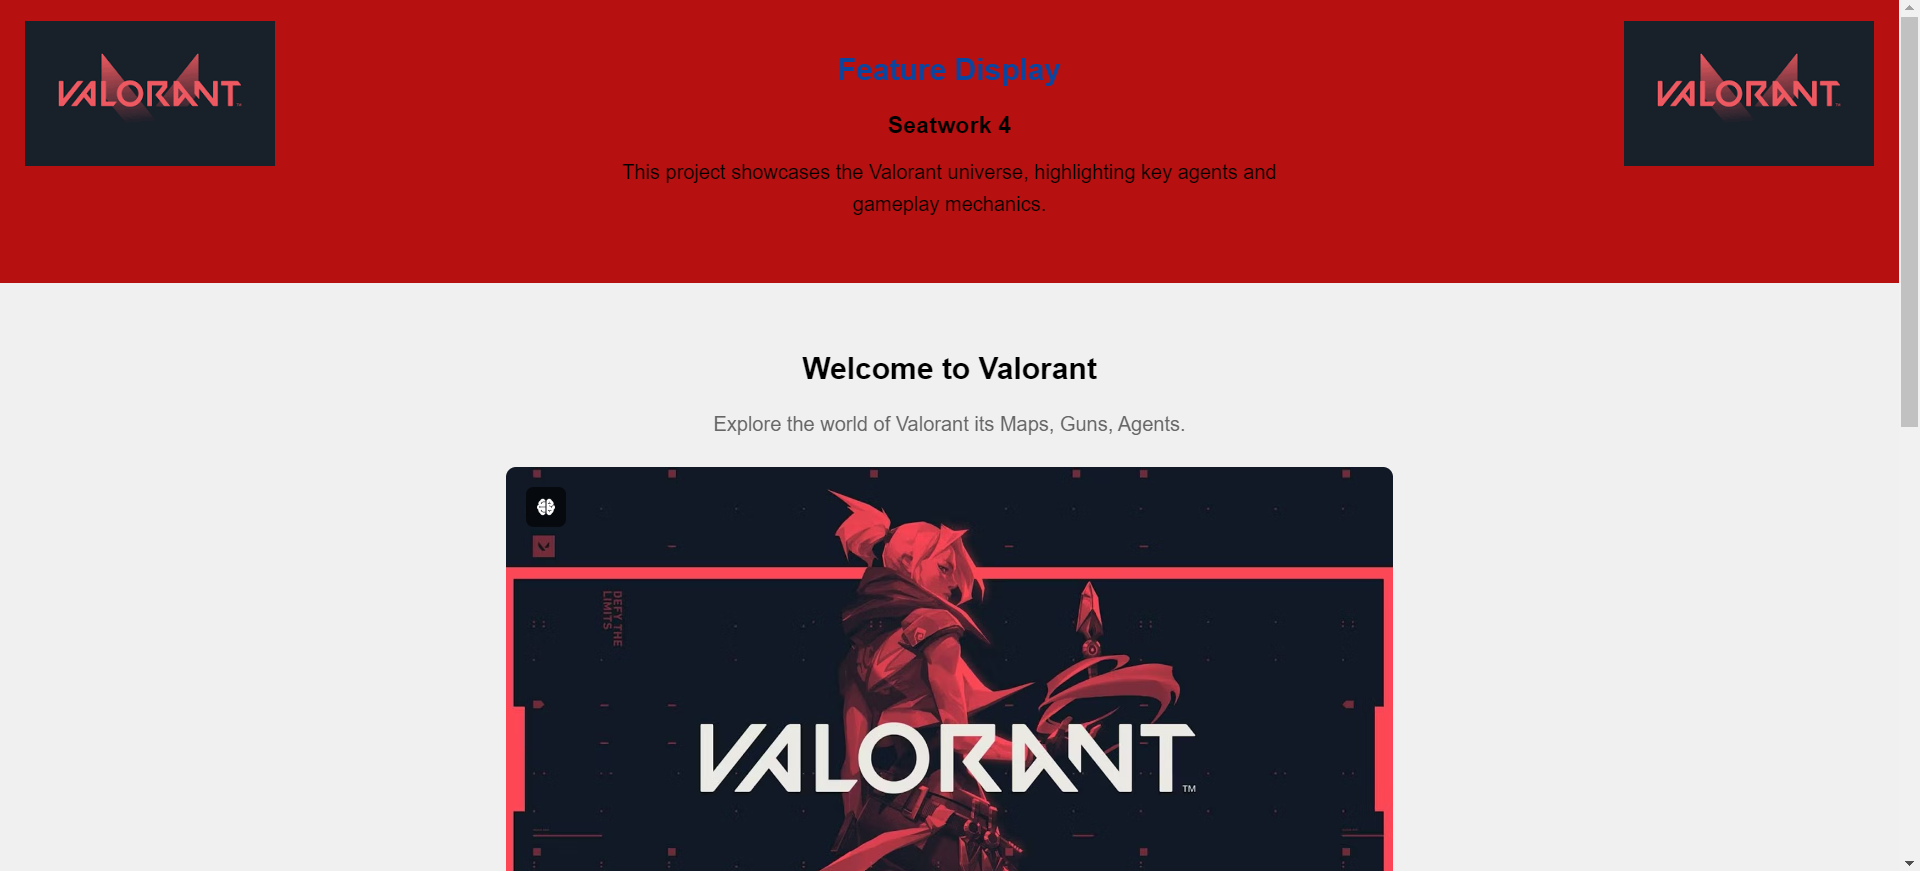 VALORANT
Feature Display
VALORANT
Seatwork 4
This project showcases the Valorant universe, highlighting key agents and
gameplay mechanics.
Welcome to Valorant
Explore the world of Valorant its Maps, Guns, Agents.
DEFY THE
LIMITS
VALORANT™